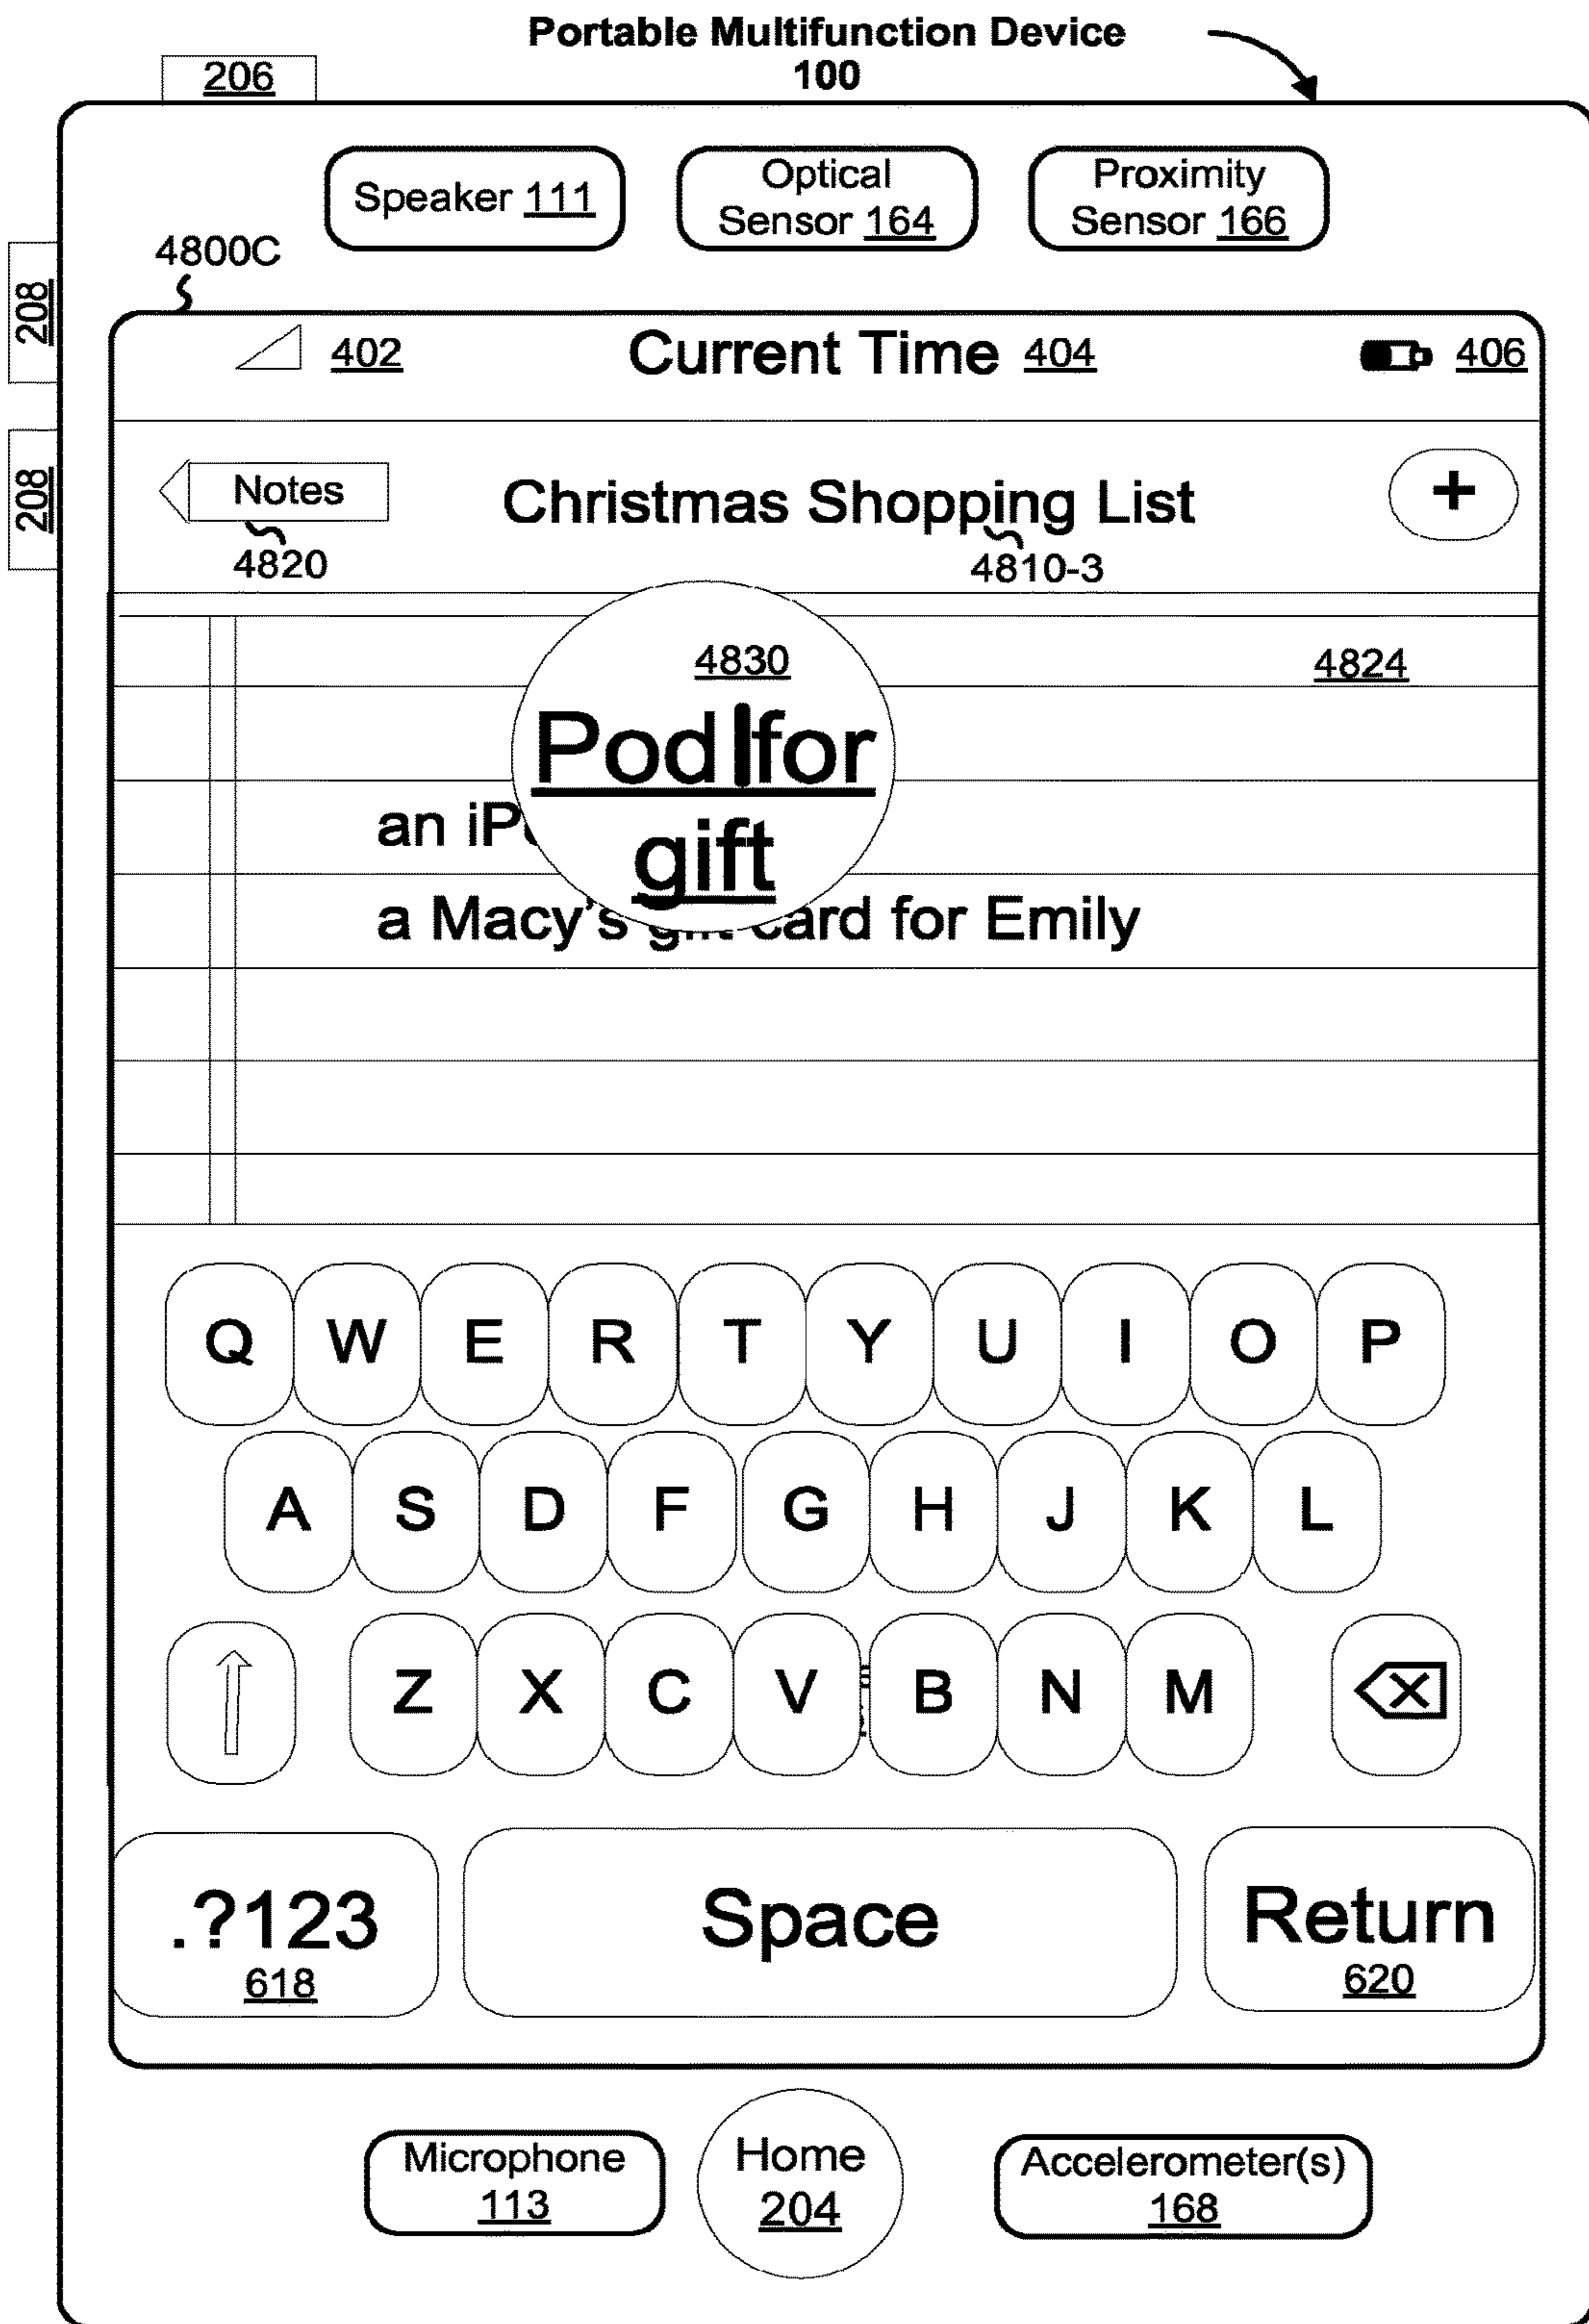 Portable Multifunction Device
100
206
Speaker 111
Optical
Sensor 164
Proximity
Sensor 166
4800C
208
402 Current Time 404 406
208
Notes Christmas Shopping List +
4820 4810-3
4830 4824
Pod for
an
gift
a Macy's card for Emily
Q W E R T Y U I O P
A S D F G H J K L
Z X C V B N M
.?123 Space Return
618 620
Microphone
113
Home
204
Accelerometer(s)
168